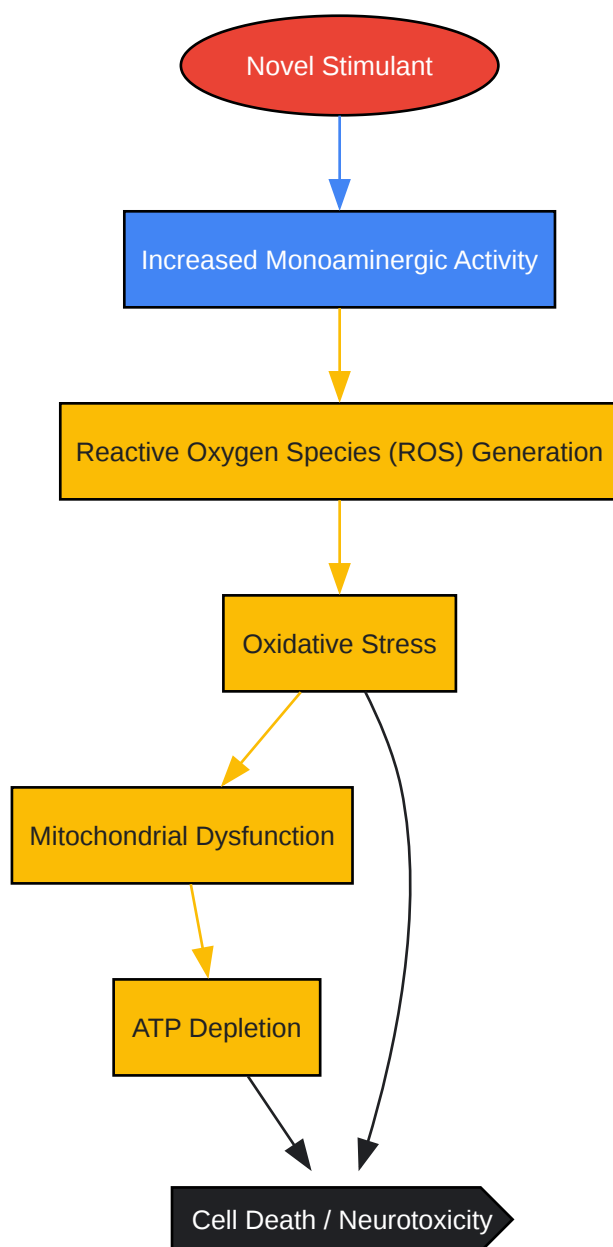 Novel Stimulant
Increased Monoaminergic Activity
Reactive Oxygen Species (ROS) Generation
Oxidative Stress
Mitochondrial Dysfunction
ATP Depletion
Cell Death / Neurotoxicity